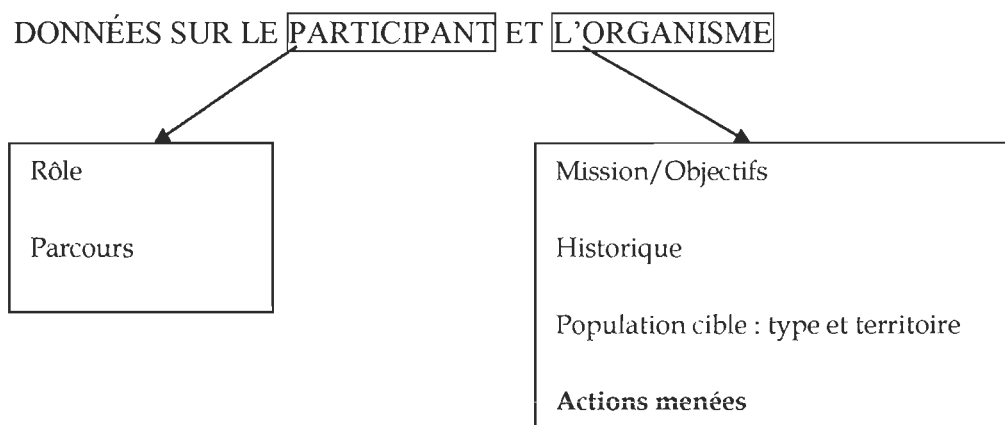 DONNÉES SUR LE PARTICIPANT ET L'ORGANISME
Rôle
Parcours
Mission/Objectifs
Historique
Population cible : type et territoire
Actions menées